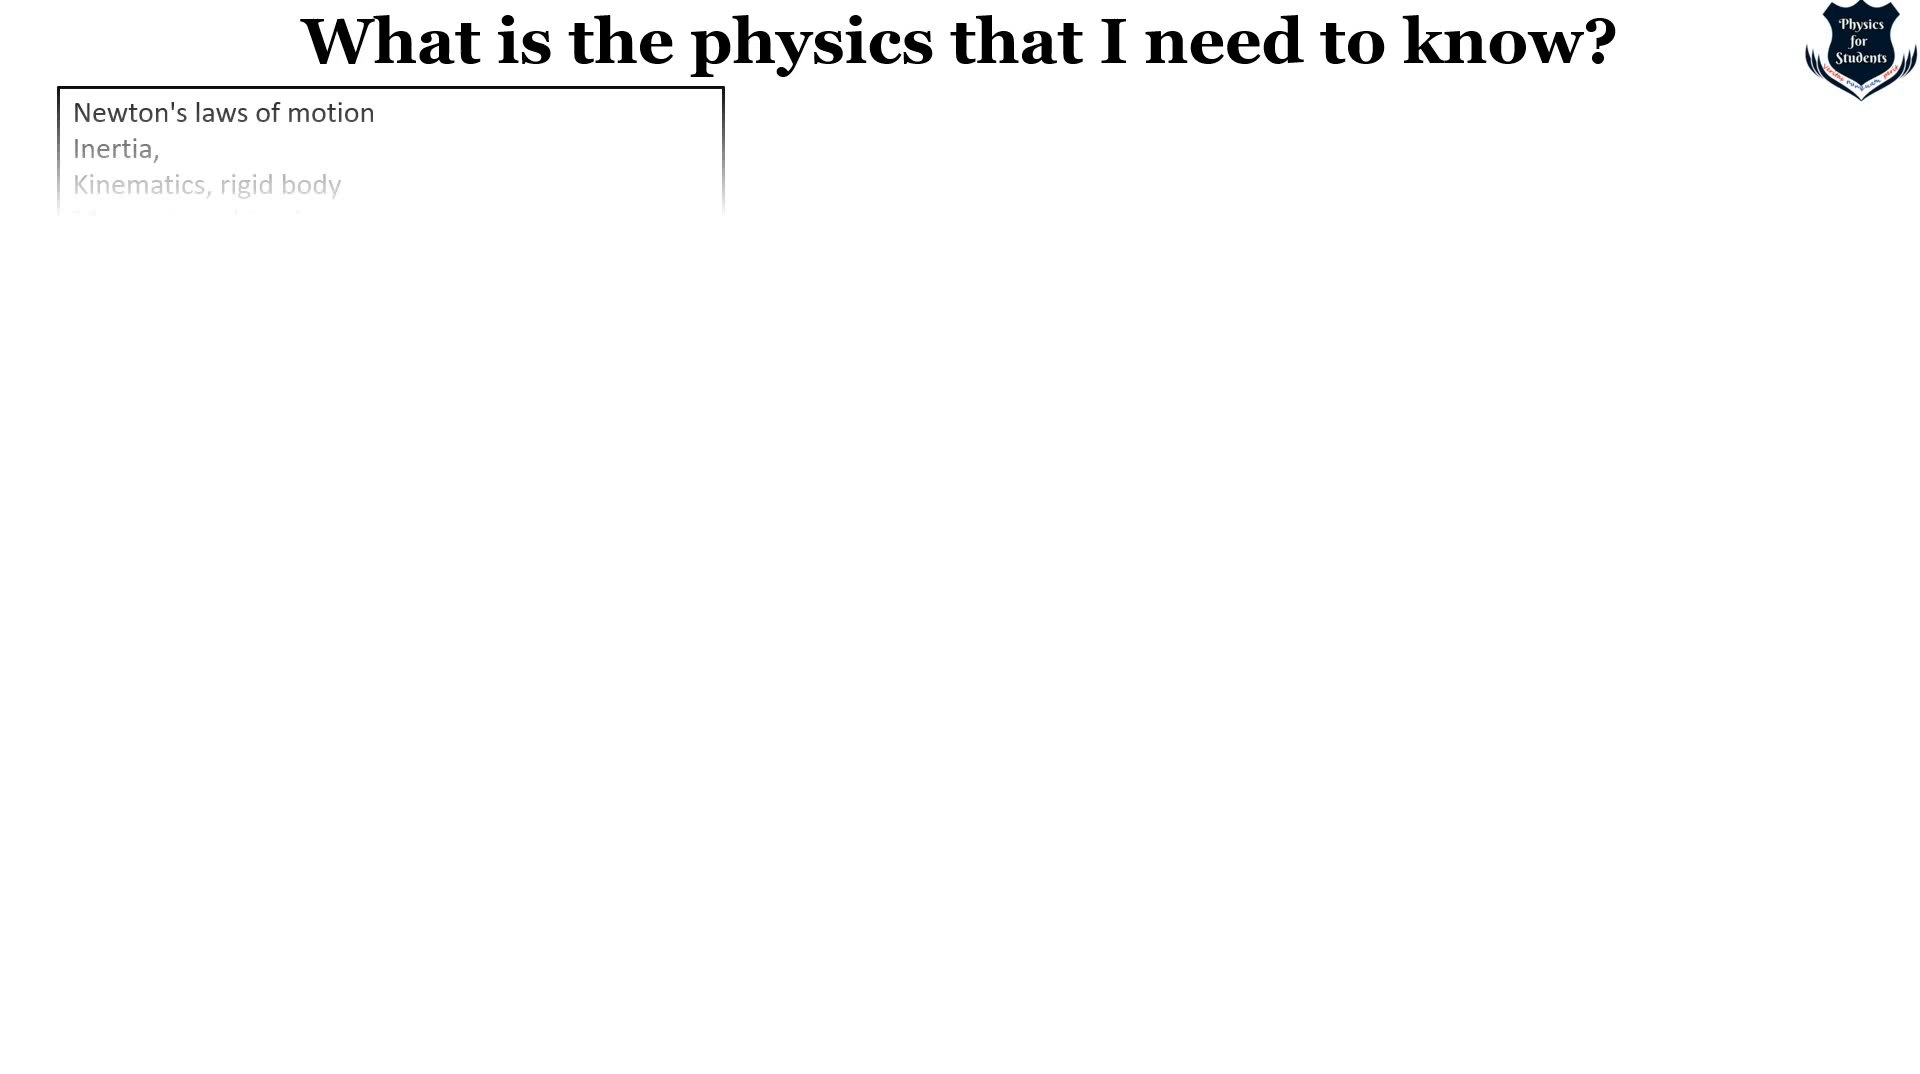 What is the physics that I need to know?
Physics
for
Students
Newton's laws of motion
Inertia,
Kinematics, rigid body